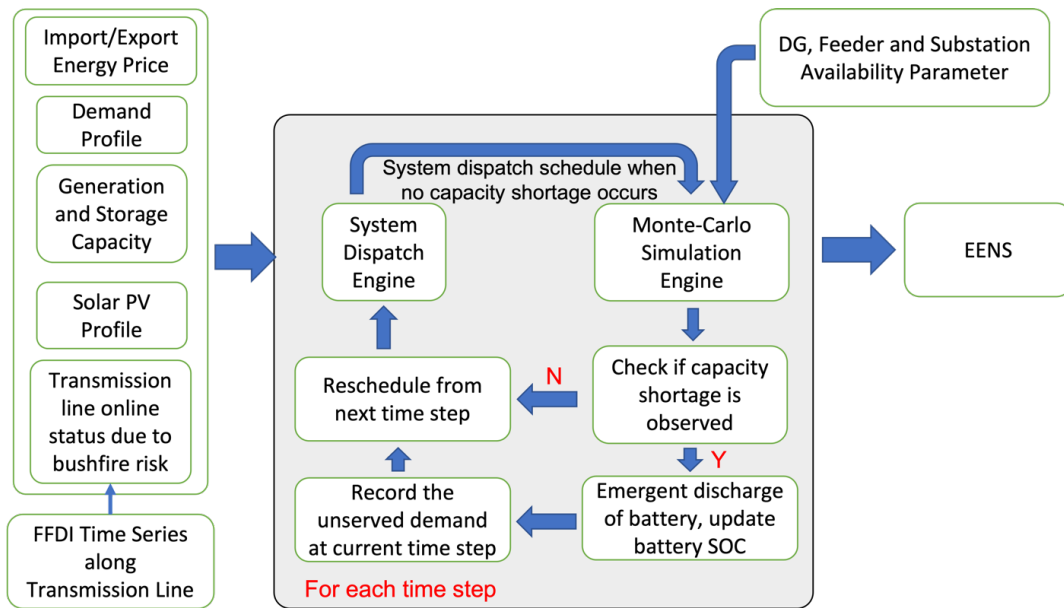 Import/Export
Energy Price
Demand
Profile
Generation
and Storage
Capacity
Solar PV
Profile
Transmission
line online
status due to
bushfire risk
FFDI Time Series
along
Transmission Line
DG, Feeder and Substation
Availability Parameter
System dispatch schedule when
no capacity shortage occurs
System
Dispatch
Engine
Monte-Carlo
Simulation
Engine
EENS
Reschedule from
next time step
N
Check if capacity
shortage is
observed
Y
Record the
unserved demand
at current time step
Emergent discharge
of battery, update
battery SOC
For each time step